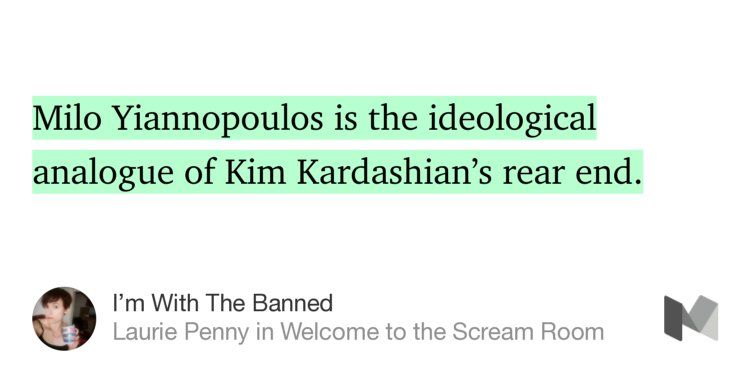 Milo Yiannopoulos is the ideological
analogue of Kim Kardashian’s rear end.
I’m With The Banned
Laurie Penny in Welcome to the Scream Room